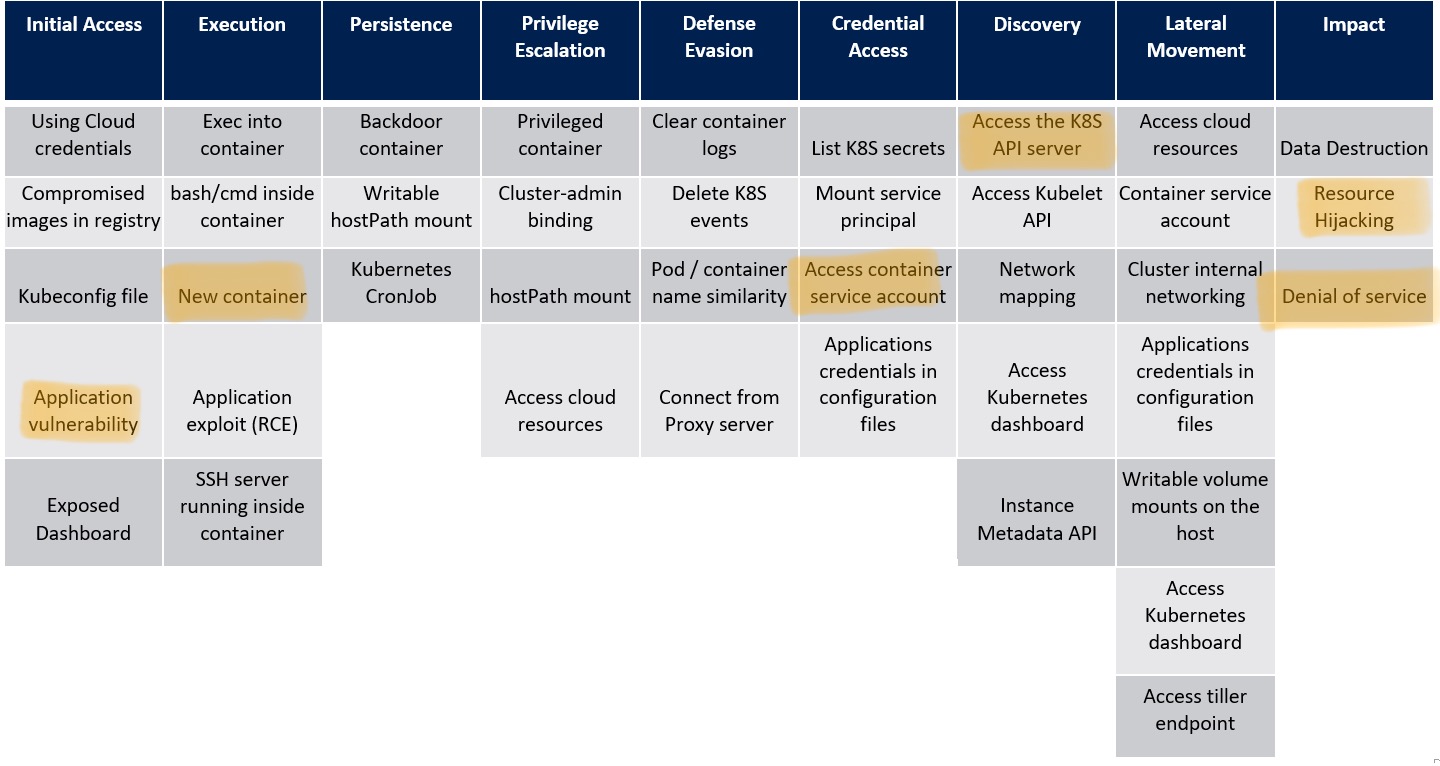 Initial Access
Execution
Persistence
Privilege
Escalation
Defense
Evasion
Credential
Access
Discovery
Lateral
Movement
Impact
Using Cloud
credentials
Exec into
container
Backdoor
container
Privileged
container
Clear container
logs
List K8S secrets
Access the K8S
API server
Access cloud
resources
Data Destruction
Compromised
images in registry
bash/cmd inside
container
Writable
hostPath mount
Cluster-admin
binding
Delete K8S
events
Mount service
principal
Access Kubelet
API
Container service
account
Resource
Hijacking
Kubeconfig file
New container
Kubernetes
CronJob
hostPath mount
Pod / container
name similarity
Access container
service account
Network
mapping
Cluster internal
networking
Denial of service
Application
vulnerability
Application
exploit (RCE)
Access cloud
resources
Connect from
Proxy server
Applications
credentials in
configuration
files
Access
Kubernetes
dashboard
Applications
credentials in
configuration
files
Exposed
Dashboard
SSH server
running inside
container
Instance
Metadata API
Writable volume
mounts on the
host
Access
Kubernetes
dashboard
Access tiller
endpoint